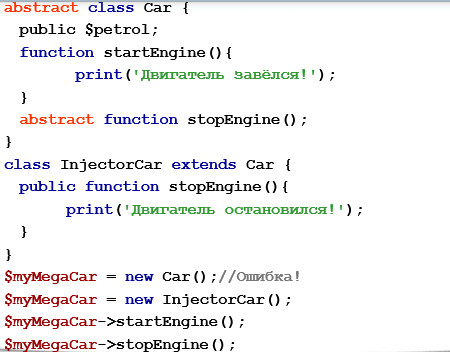 abstract class Car {
public $petrol;
function startEngine(){
print('Двигатель завёлся!');
}
abstract function stopEngine();
}
class InjectorCar extends Car {
public function stopEngine(){
print('Двигатель остановился!');
}
}
$myMegaCar = new Car();//Ошибка!
$myMegaCar = new InjectorCar();
$myMegaCar->startEngine();
$myMegaCar->stopEngine();